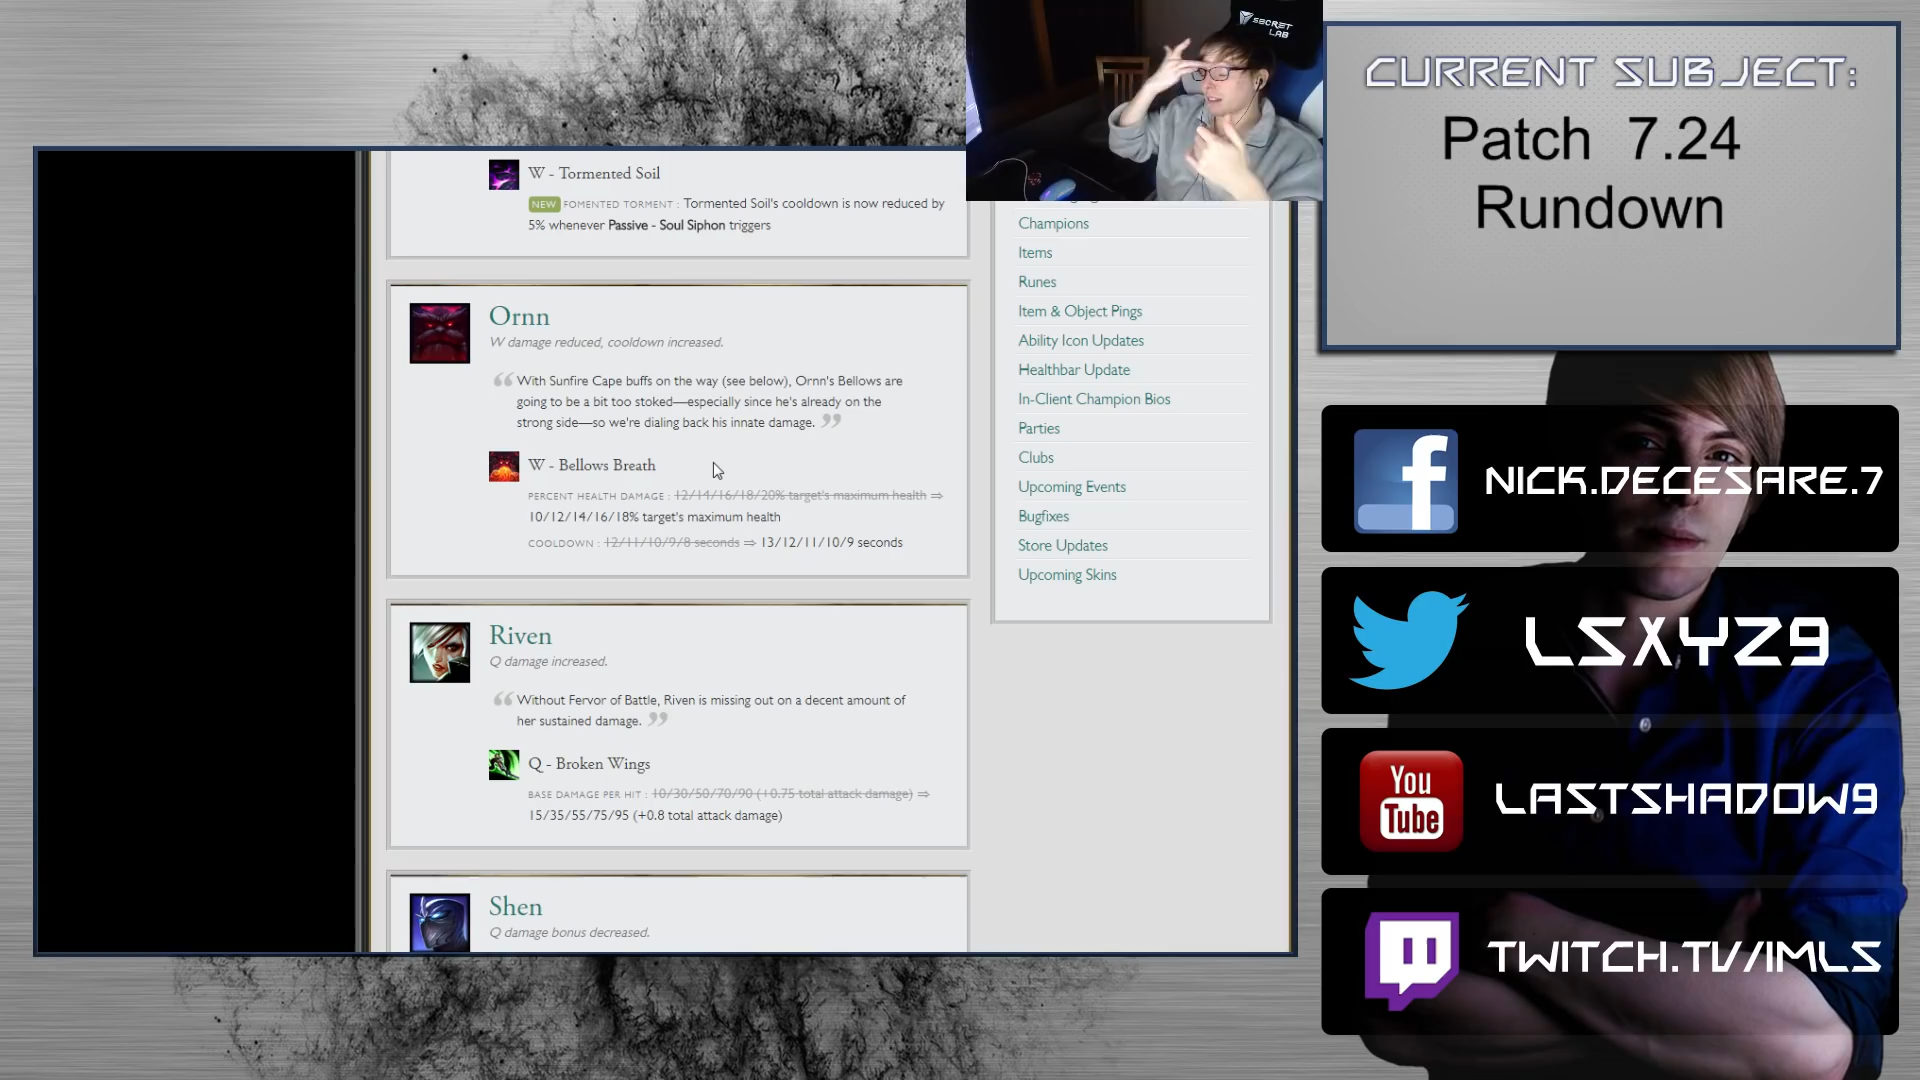 SECRET
LAB
CURRENT SUBJECT:
Patch 7.24
Rundown
W - Tormented Soil
NEW FOMENTED TORMENT : Tormented Soil's cooldown is now reduced by
5% whenever Passive - Soul Siphon triggers
Ornn
W damage reduced, cooldown increased.
“ With Sunfire Cape buffs on the way (see below), Ornn's Bellows are
going to be a bit too stoked—especially since he's already on the
strong side—so we're dialing back his innate damage. ”
W - Bellows Breath
PERCENT HEALTH DAMAGE : 12/14/16/18/20% target's maximum health ⇒
10/12/14/16/18% target's maximum health
COOLDOWN : 12/11/10/9/8 seconds ⇒ 13/12/11/10/9 seconds
Riven
Q damage increased.
“ Without Fervor of Battle, Riven is missing out on a decent amount of
her sustained damage. ”
Q - Broken Wings
BASE DAMAGE PER HIT : 10/30/50/70/90 (+0.75 total attack damage) ⇒
15/35/55/75/95 (+0.8 total attack damage)
Shen
Q damage bonus decreased.
Champions
Items
Runes
Item & Object Pings
Ability Icon Updates
Healthbar Update
In-Client Champion Bios
Parties
Clubs
Upcoming Events
Bugfixes
Store Updates
Upcoming Skins
f NICK.DECESARE.7
LSXYZ9
You
Tube LASTSHADOW9
TWITCH.TV/IMLS